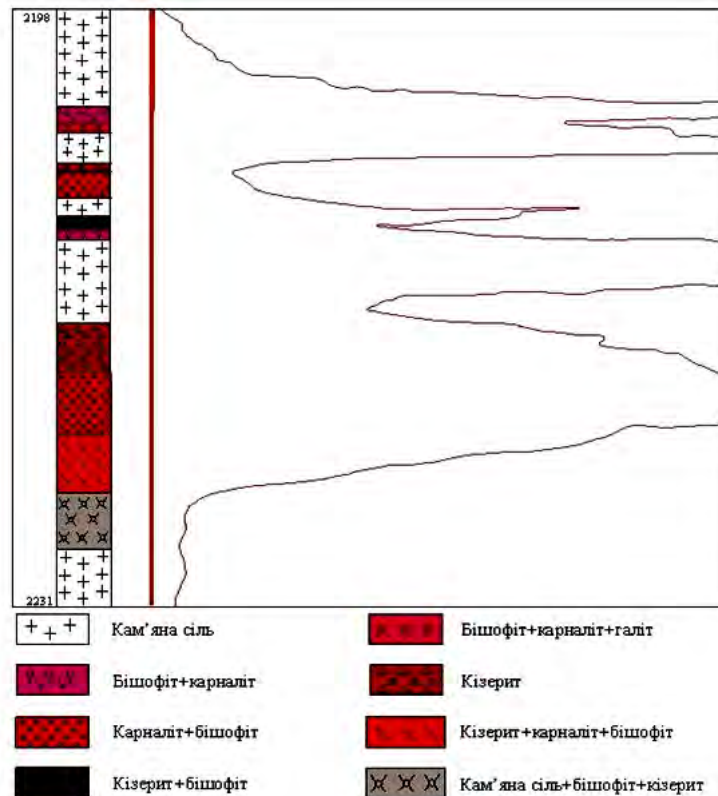 2198
2231
Кам'яна сіль
Бішофіт+карналіт+галіт
Бішофіт+карналіт
Кізерит
Карналіт+бішофіт
Кізерит+карналіт+бішофіт
Кізерит+бішофіт
Кам'яна сіль+бішофіт+кізерит